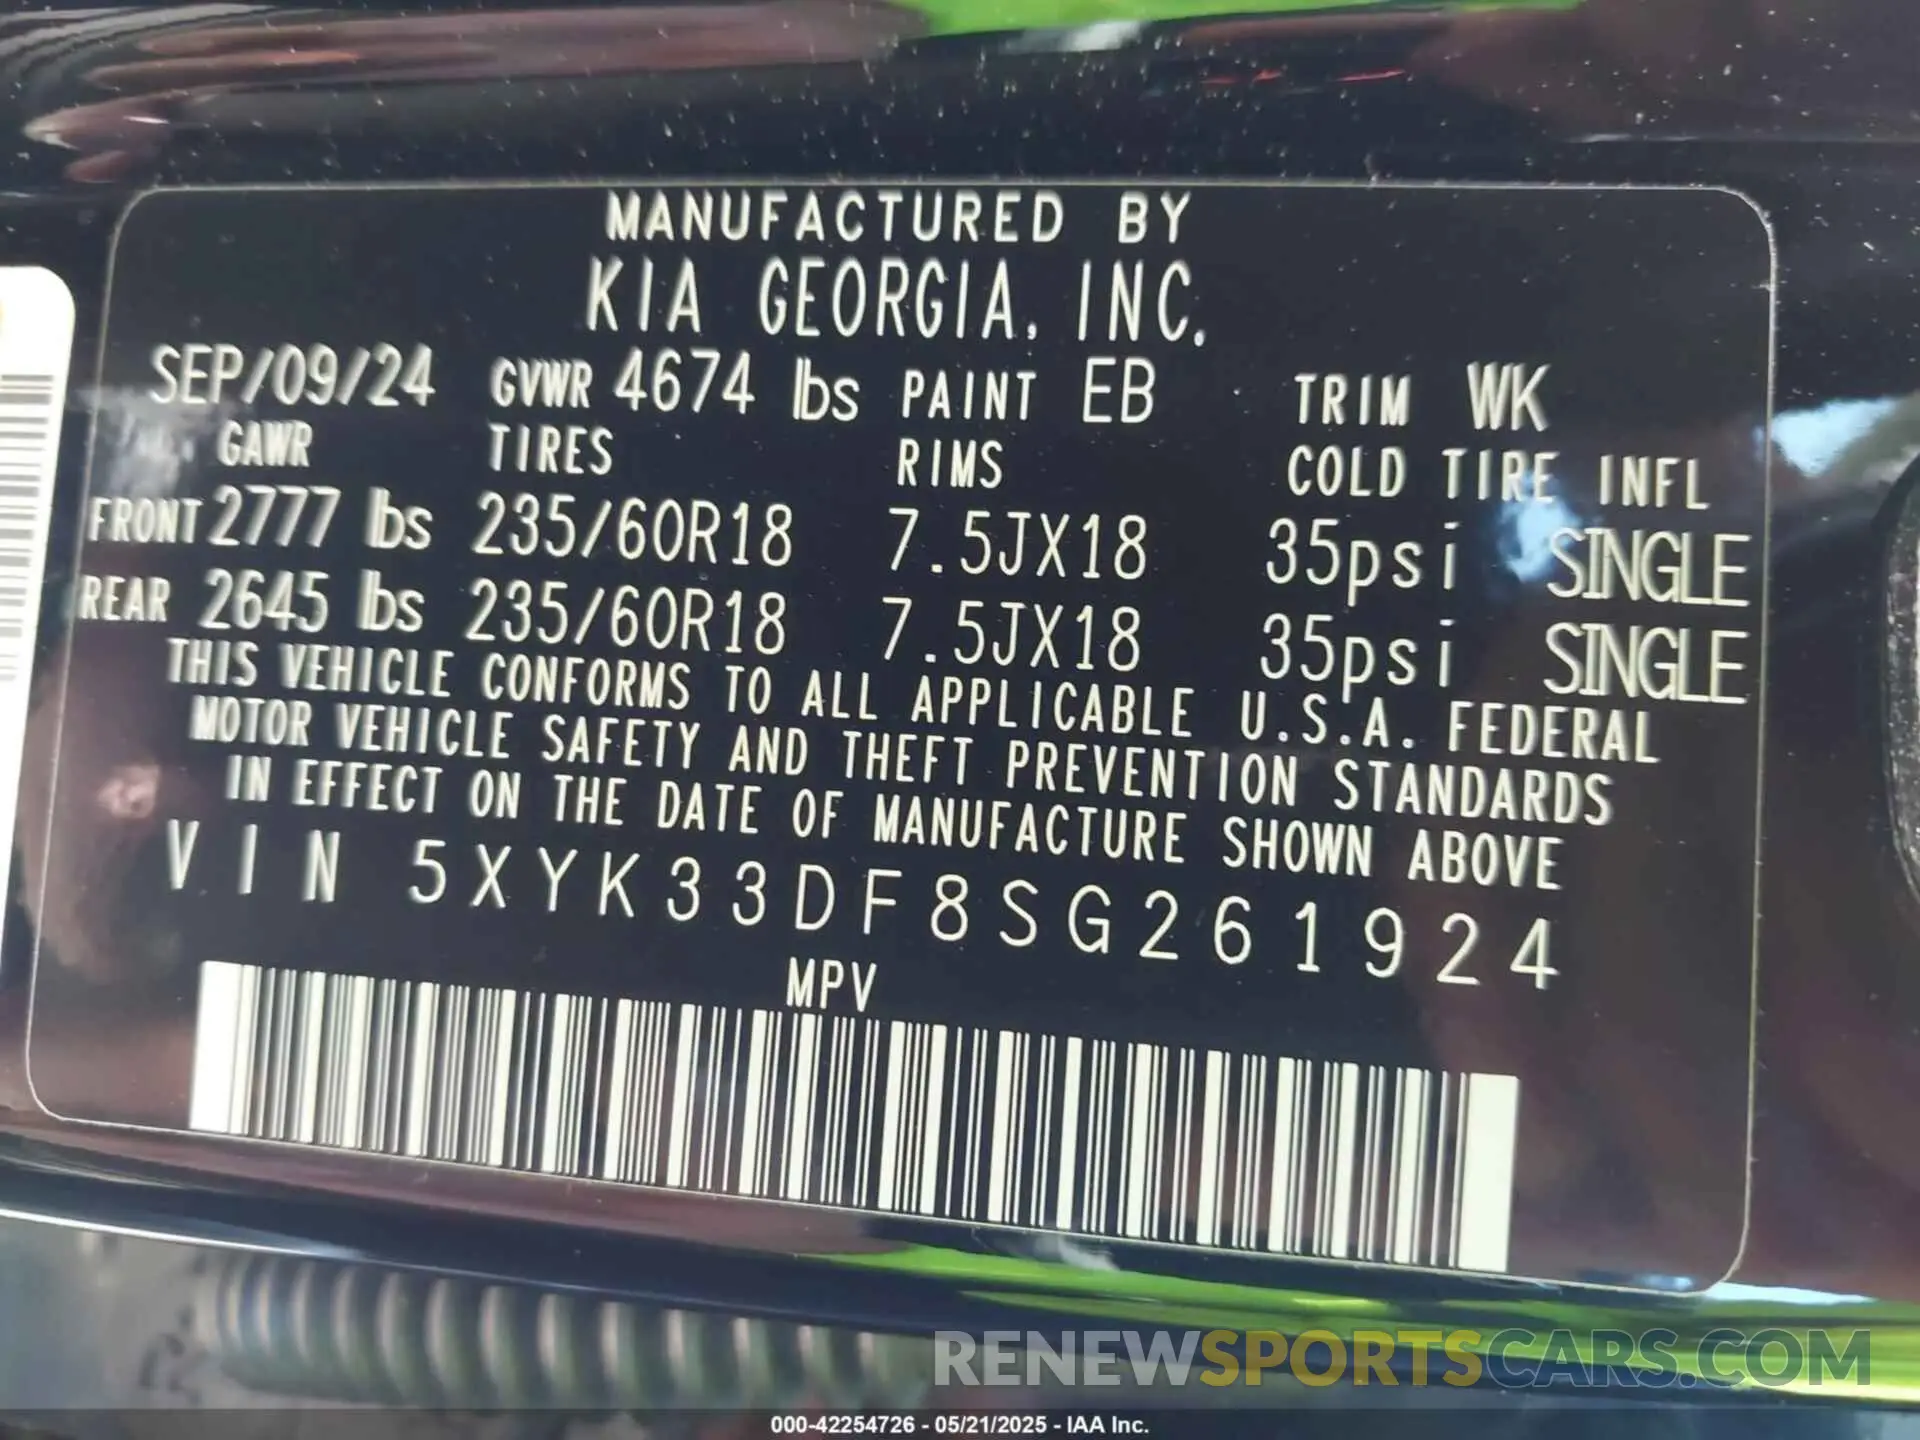 MANUFACTURED BY
KIA GEORGIA, INC.
SEP/09/24 GVWR 4674 lbs PAINT EB TRIM WK
GAWR TIRES RIMS COLD TIRE INFL
FRONT 2777 lbs 235/60R18 7.5JX18 35psi SINGLE
REAR 2645 lbs 235/60R18 7.5JX18 35psi SINGLE
THIS VEHICLE CONFORMS TO ALL APPLICABLE U.S.A. FEDERAL
MOTOR VEHICLE SAFETY AND THEFT PREVENTION STANDARDS
IN EFFECT ON THE DATE OF MANUFACTURE SHOWN ABOVE
VIN 5XYK33DF8SG261924
MPV
RENEWSPORTSCARS.COM
000-42254726 - 05/21/2025 - IAA Inc.